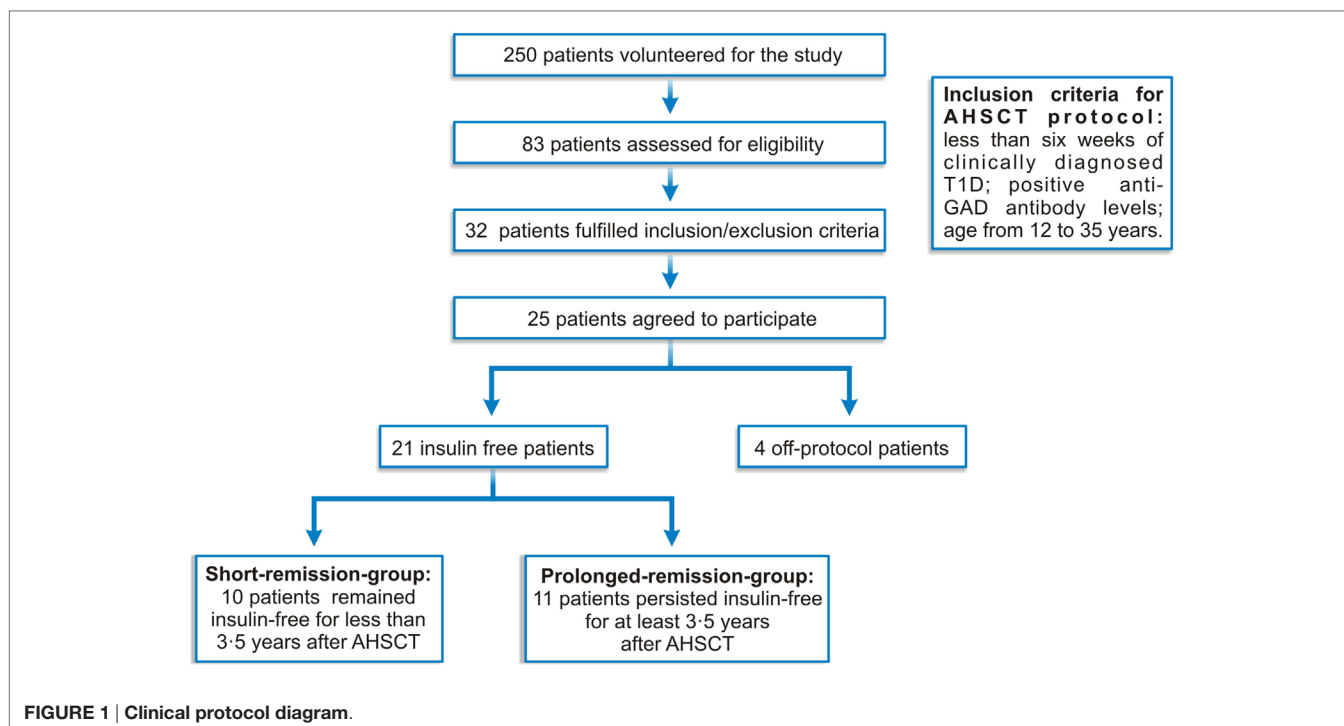 250 patients volunteered for the study
83 patients assessed for eligibility
32 patients fulfilled inclusion/exclusion criteria
25 patients agreed to participate
Inclusion criteria for
AHSCT protocol:
less than six weeks of
clinically diagnosed
T1D; positive anti-
GAD antibody levels;
age from 12 to 35 years.
21 insulin free patients
4 off-protocol patients
Short-remission-group:
10 patients remained
insulin-free for less than
3·5 years after AHSCT
Prolonged-remission-group:
11 patients persisted insulin-free
for at least 3·5 years
after AHSCT
FIGURE 1 | Clinical protocol diagram.